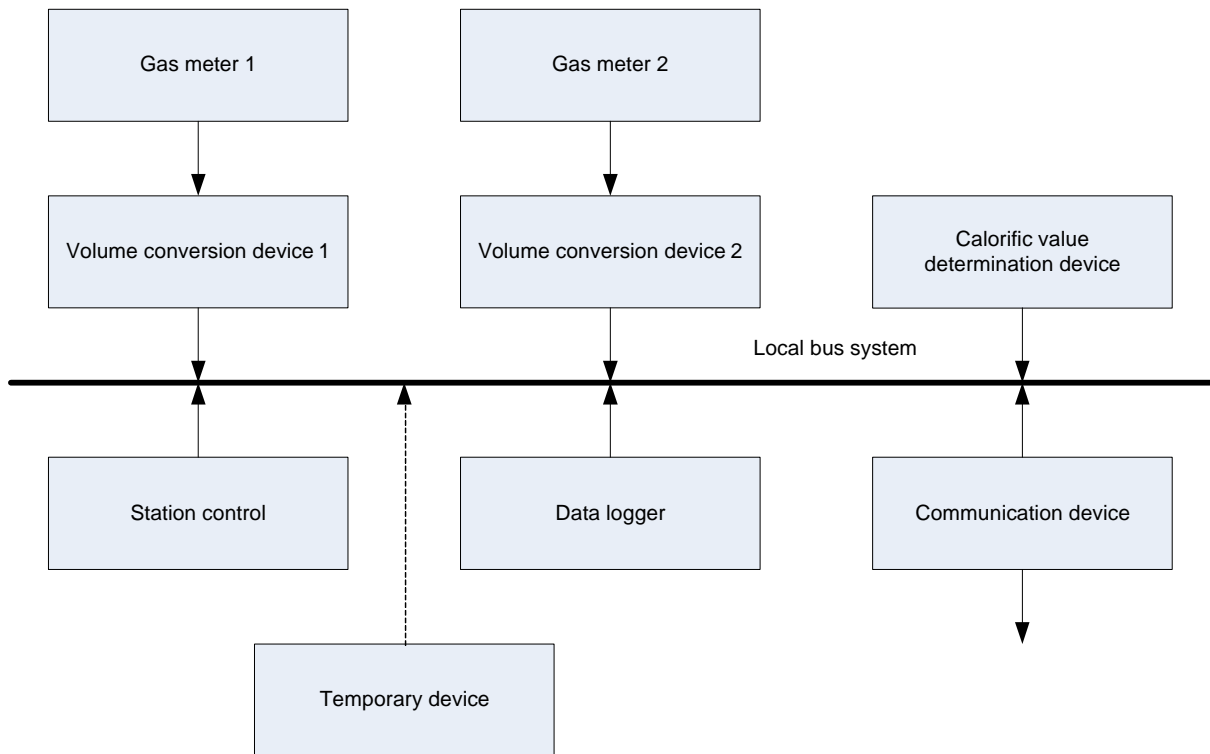 Gas meter 1
Gas meter 2
Volume conversion device 1
Volume conversion device 2
Calorific value
determination device
Local bus system
Station control
Data logger
Communication device
Temporary device